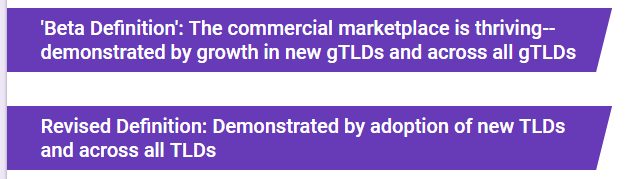 'Beta Definition': The commercial marketplace is thriving--
demonstrated by growth in new gTLDs and across all gTLDs
Revised Definition: Demonstrated by adoption of new TLDs
and across all TLDs